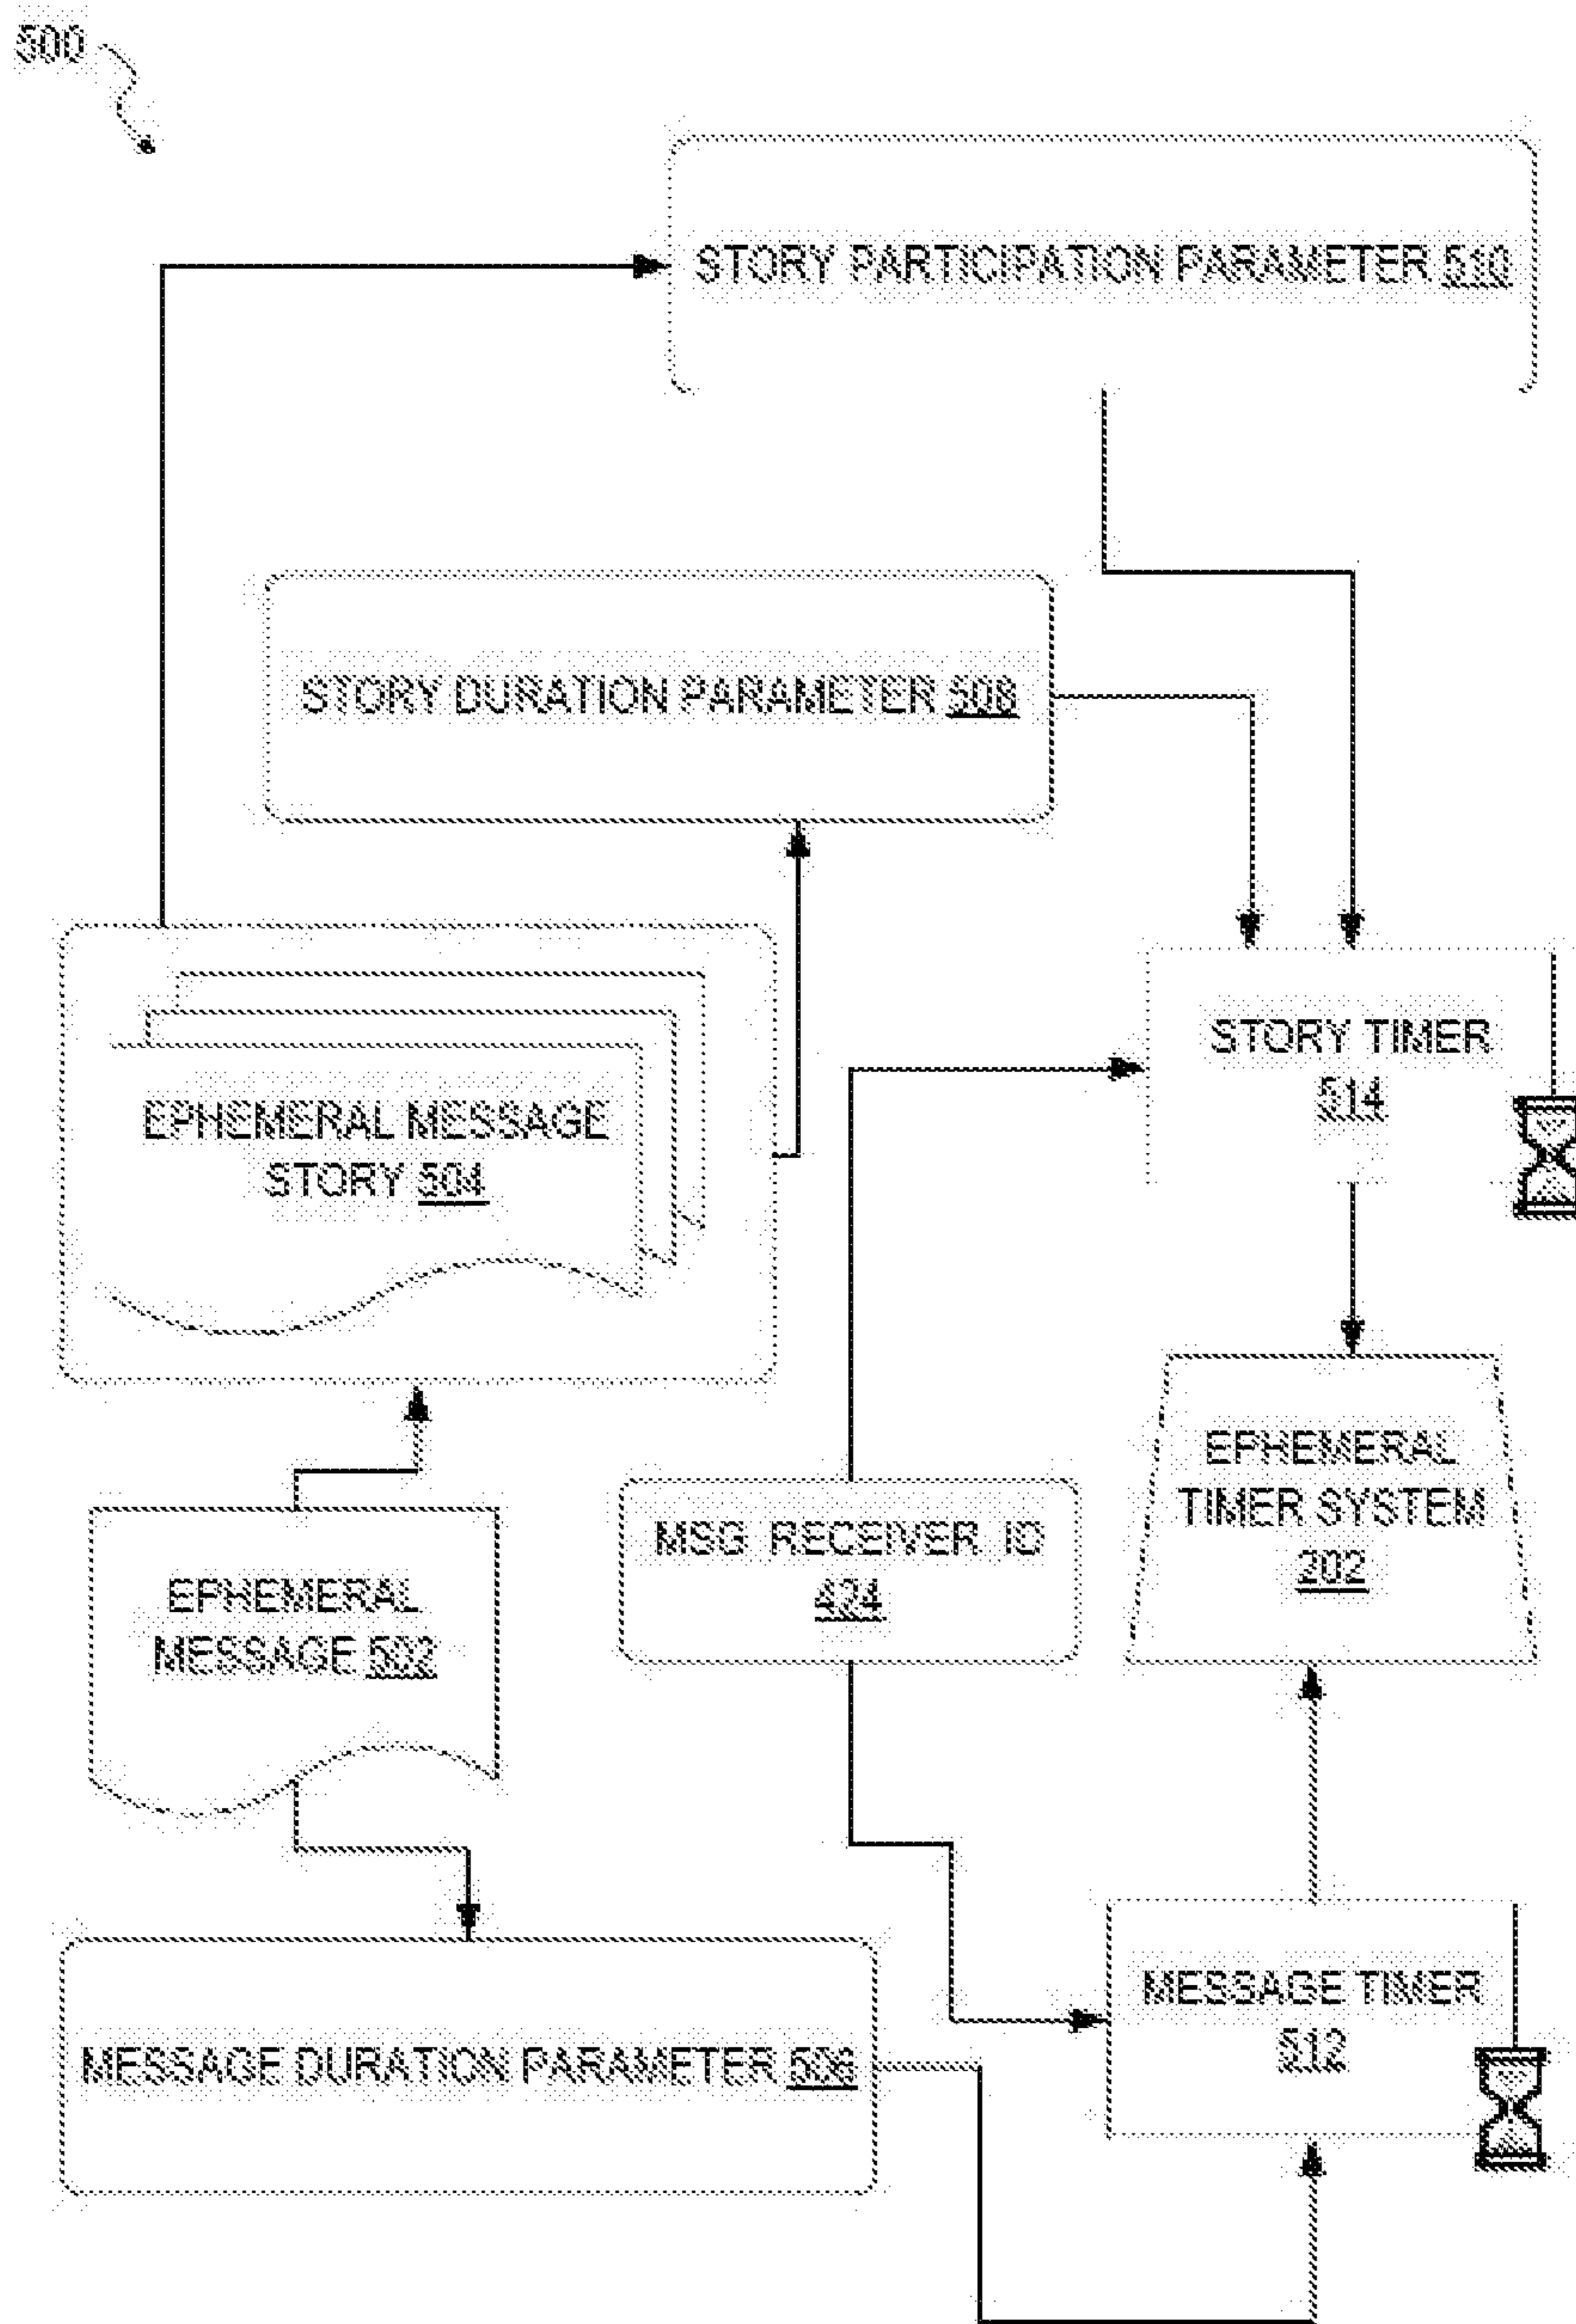 500
STORY PARTICIPATION PARAMETER 510
STORY DURATION PARAMETER 508
STORY TIMER
514
EPHEMERAL MESSAGE
STORY 504
EPHEMERAL
TIMER SYSTEM
202
MSG RECEIVER ID
424
EPHEMERAL
MESSAGE 502
MESSAGE TIMER
512
MESSAGE DURATION PARAMETER 506